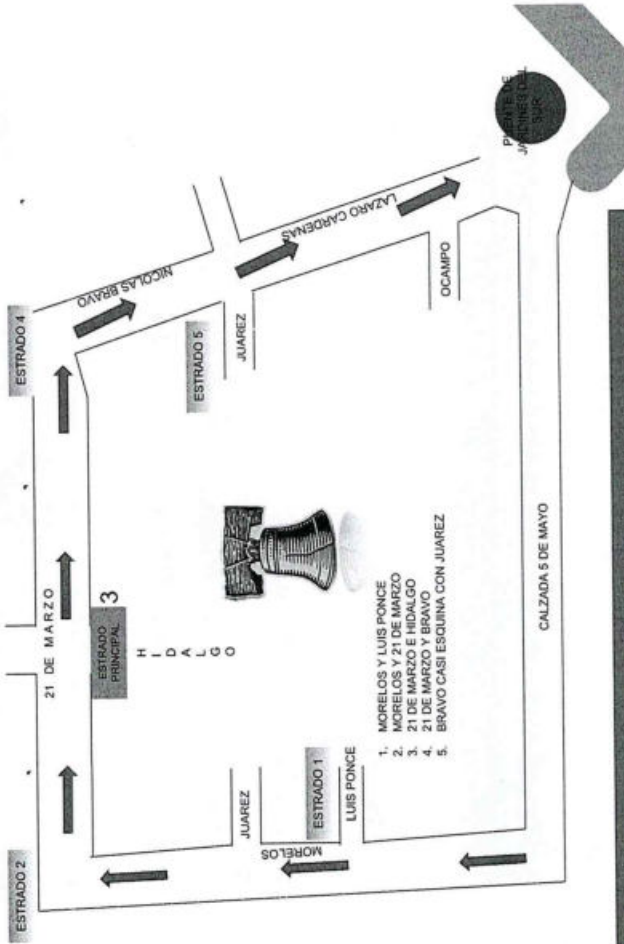 ESTRADO 2
21 DE MARZO
ESTRADO 4
ESTRADO
PRINCIPAL
3
H
I
D
A
L
G
O
NICOLAS BRAVO
ESTRADO 5
JUAREZ
LAZARO CARDENAS
PUENTE DE
JARDINES DEL
SUR
OCAMPO
JUAREZ
ESTRADO 1
LUIS PONCE
MORELOS
1. MORELOS Y LUIS PONCE
2. MORELOS Y 21 DE MARZO
3. 21 DE MARZO E HIDALGO
4. 21 DE MARZO Y BRAVO
5. BRAVO CASI ESQUINA CON JUAREZ
CALZADA 5 DE MAYO